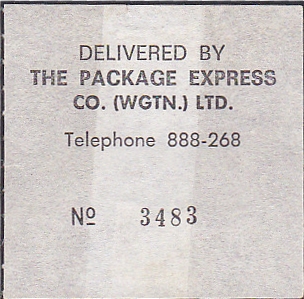 DELIVERED BY
THE PACKAGE EXPRESS
CO. (WGTN.) LTD.
Telephone 888-268
Nº 3483